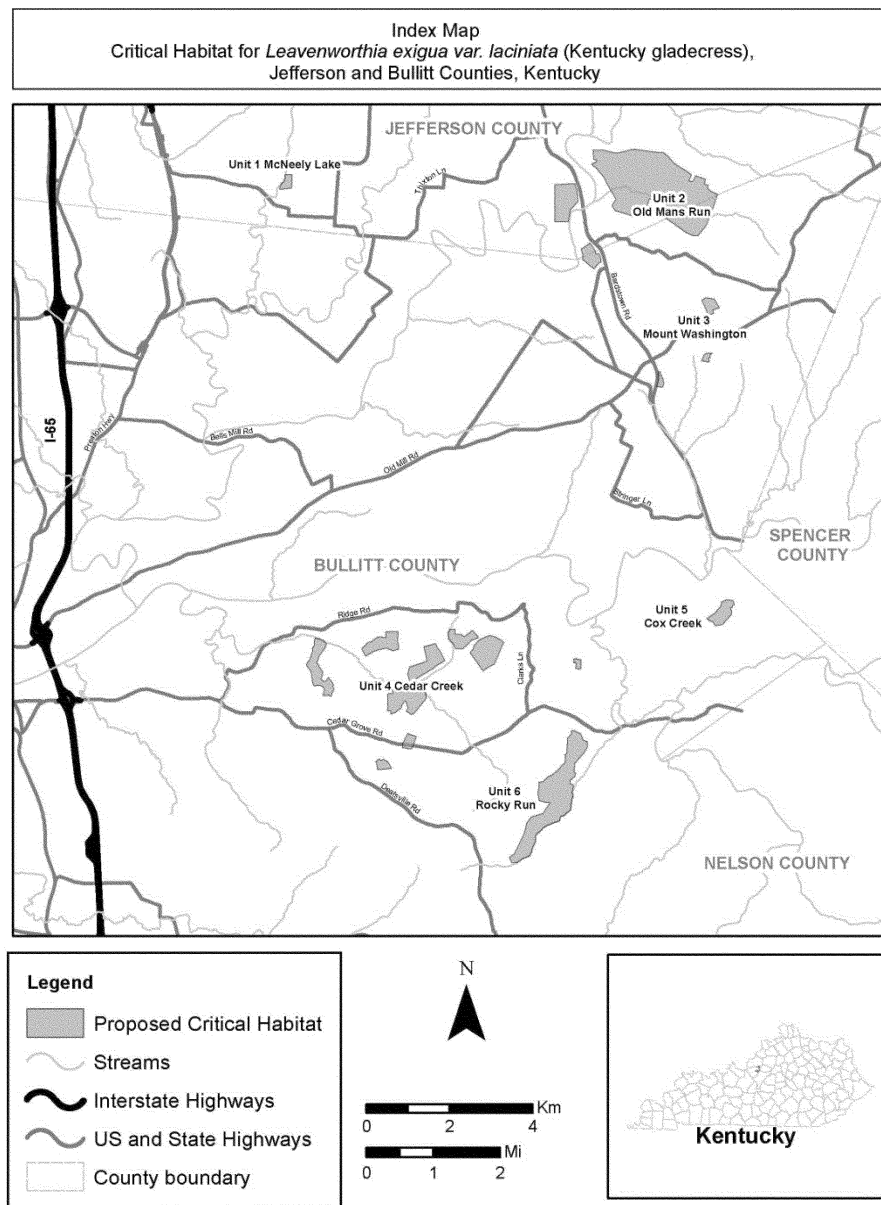 Index Map
Critical Habitat for Leavenworthia exigua var. laciniata (Kentucky gladecress),
Jefferson and Bullitt Counties, Kentucky
JEFFERSON COUNTY
Unit 1 McNeely Lake
Thixton Ln
Unit 2
Old Mans Run
Bardstown Rd
Unit 3
Mount Washington
I-65
Preston Hwy
Bells Mill Rd
Old Mill Rd
Stringer Ln
SPENCER
COUNTY
BULLITT COUNTY
Ridge Rd
Unit 5
Cox Creek
Clarks Ln
Unit 4 Cedar Creek
Cedar Grove Rd
Deatsville Rd
Unit 6
Rocky Run
NELSON COUNTY
Legend
Proposed Critical Habitat
Streams
Interstate Highways
US and State Highways
County boundary
N
Km
0 2 4
Mi
0 1 2
Kentucky